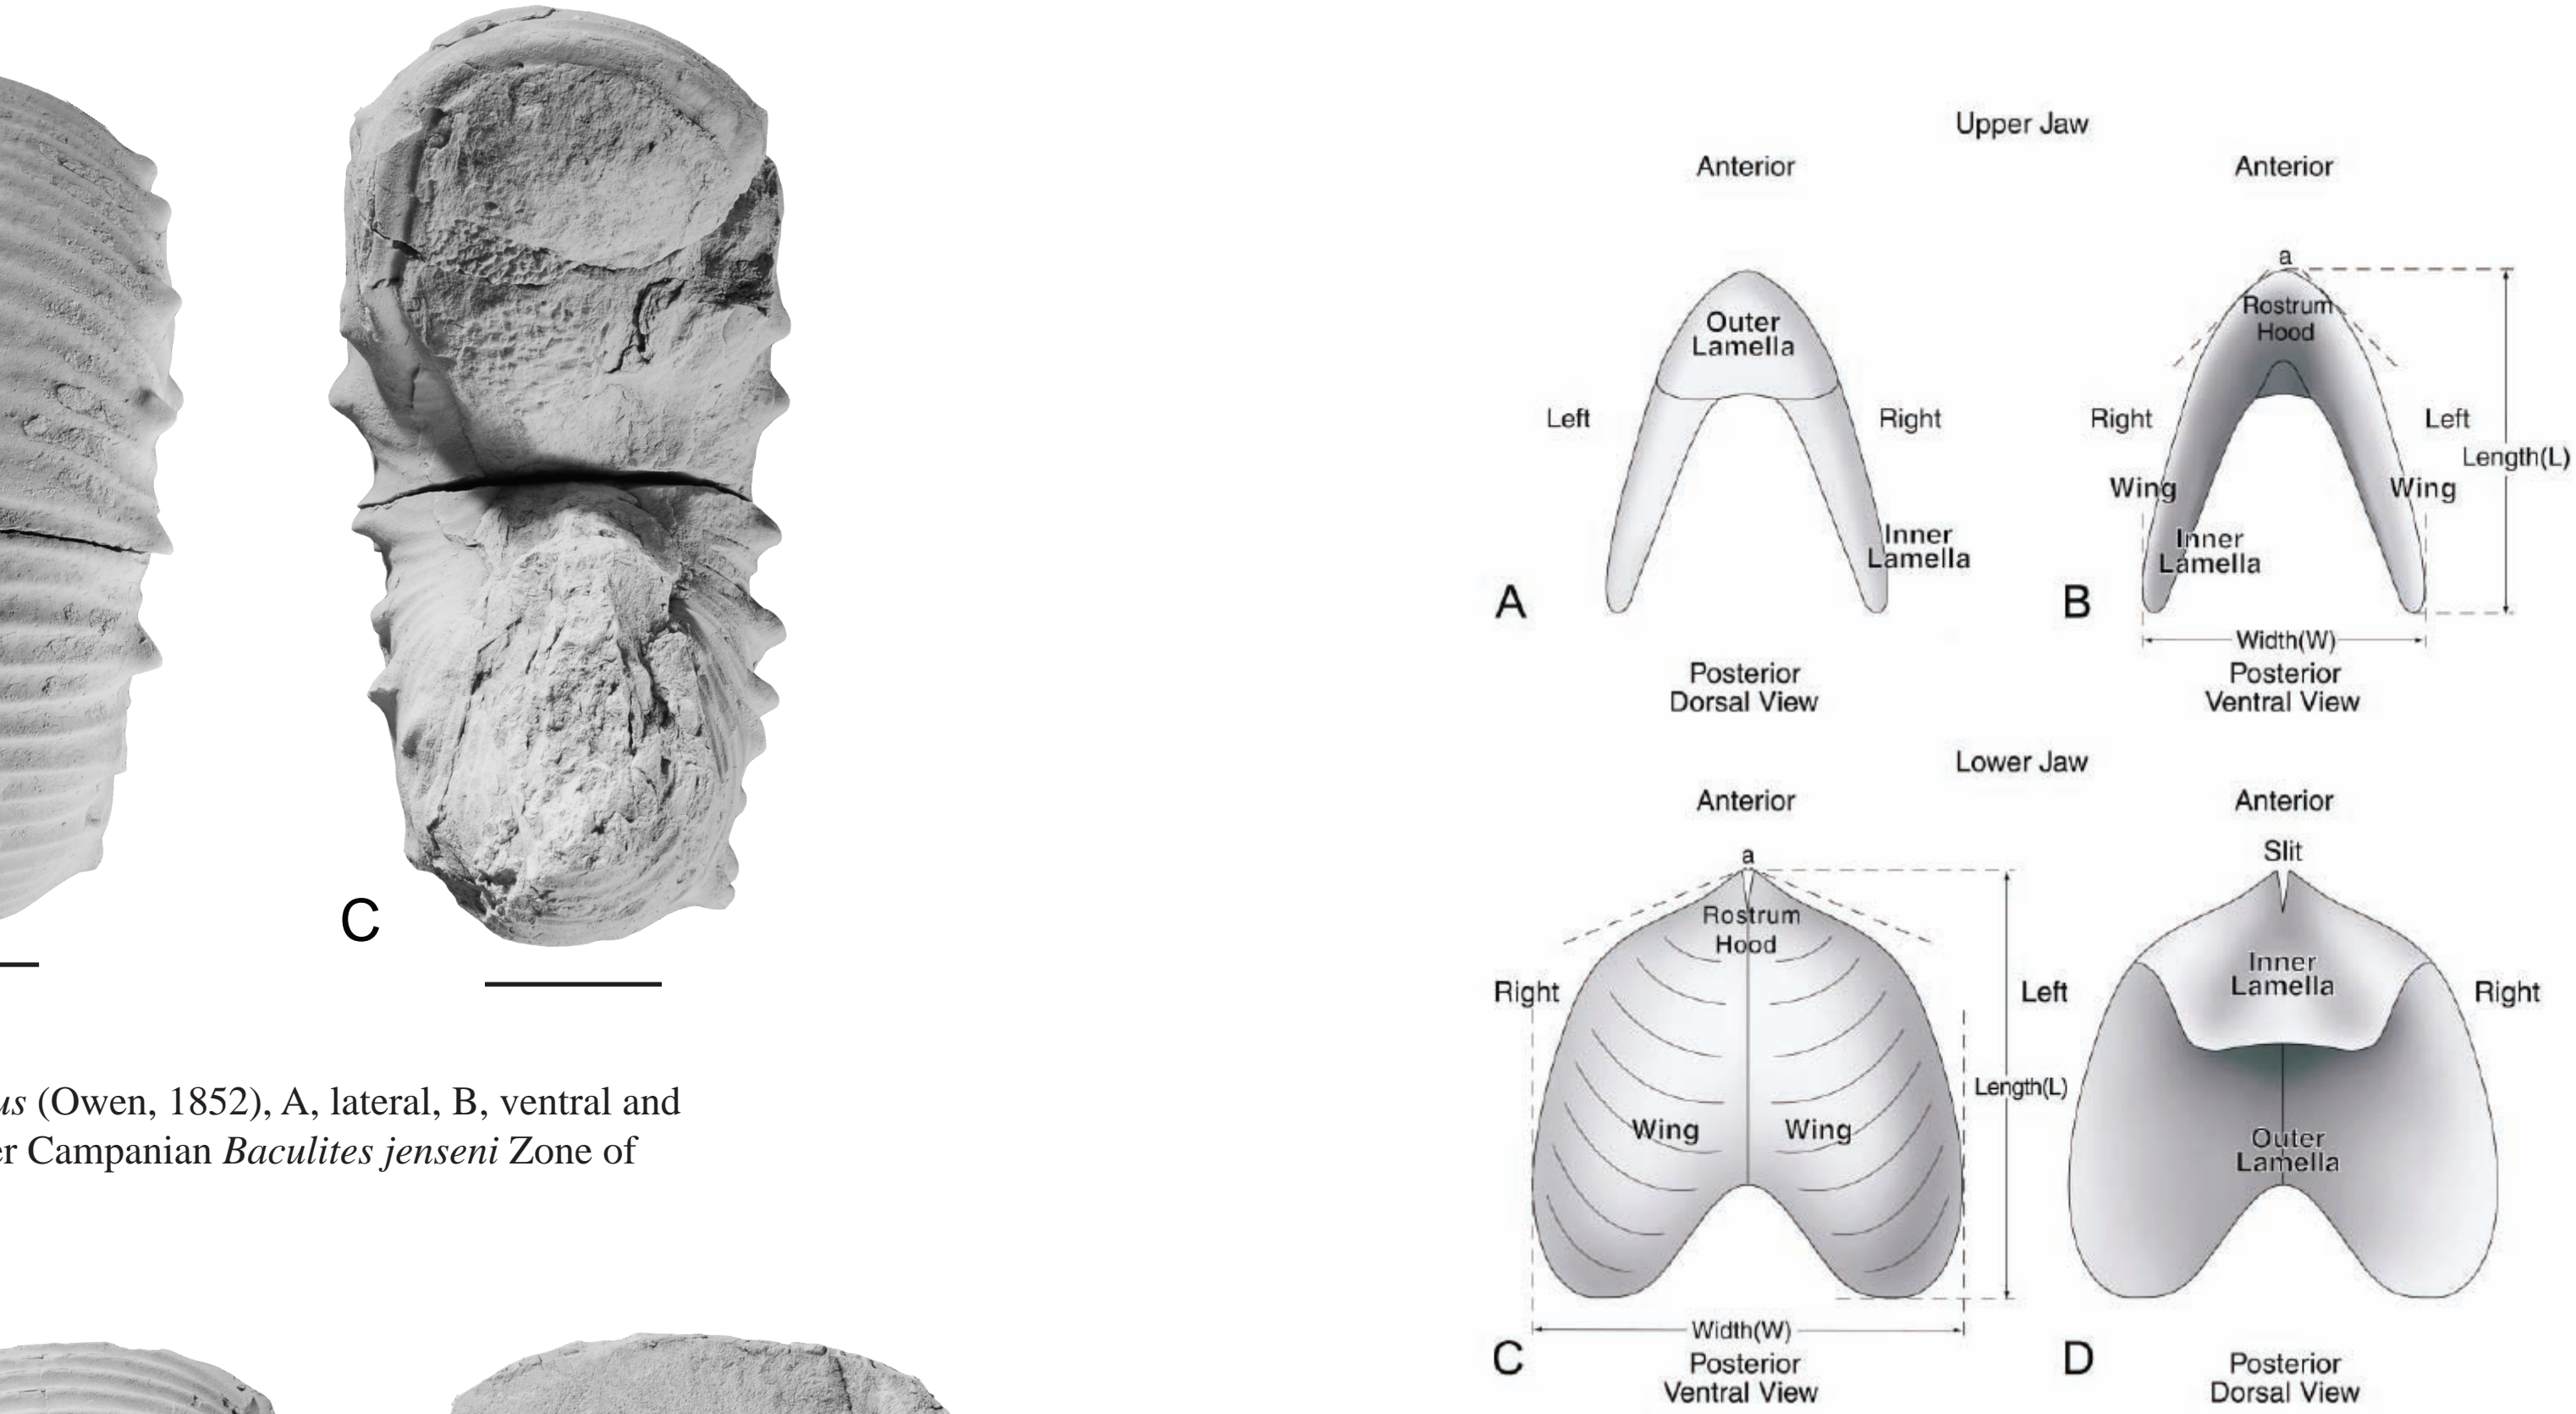 C
us (Owen, 1852), A, lateral, B, ventral and
er Campanian Baculites jenseni Zone of
Upper Jaw
Anterior
Anterior
a
Outer
Lamella
Rostrum
Hood
Left
Right
Right
Left
Length(L)
Wing
Wing
Inner
Lamella
Inner
Lamella
A
B
Width(W)
Posterior
Dorsal View
Posterior
Ventral View
Lower Jaw
Anterior
Anterior
a
Slit
Rostrum
Hood
Inner
Lamella
Right
Left
Right
Length(L)
Wing
Wing
Outer
Lamella
Width(W)
C
D
Posterior
Ventral View
Posterior
Dorsal View